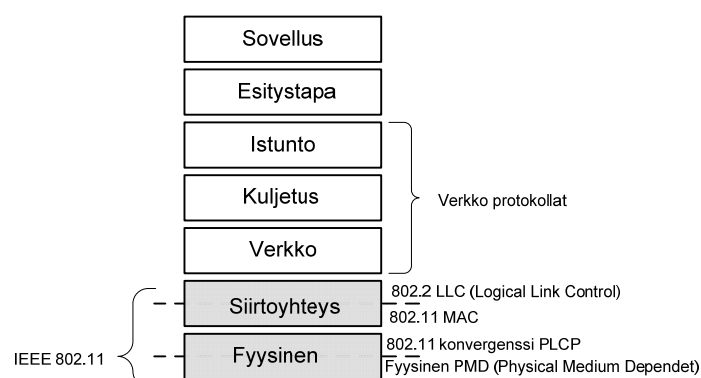 Sovellus
Esitystapa
Istunto
Kuljetus
Verkko protokollat
Verkko
802.2 LLC (Logical Link Control)
Siirtoyhteys
802.11 MAC
802.11 konvergenssi PLCP
IEEE 802.11
Fyysinen
Fyysinen PMD (Physical Medium Dependet)